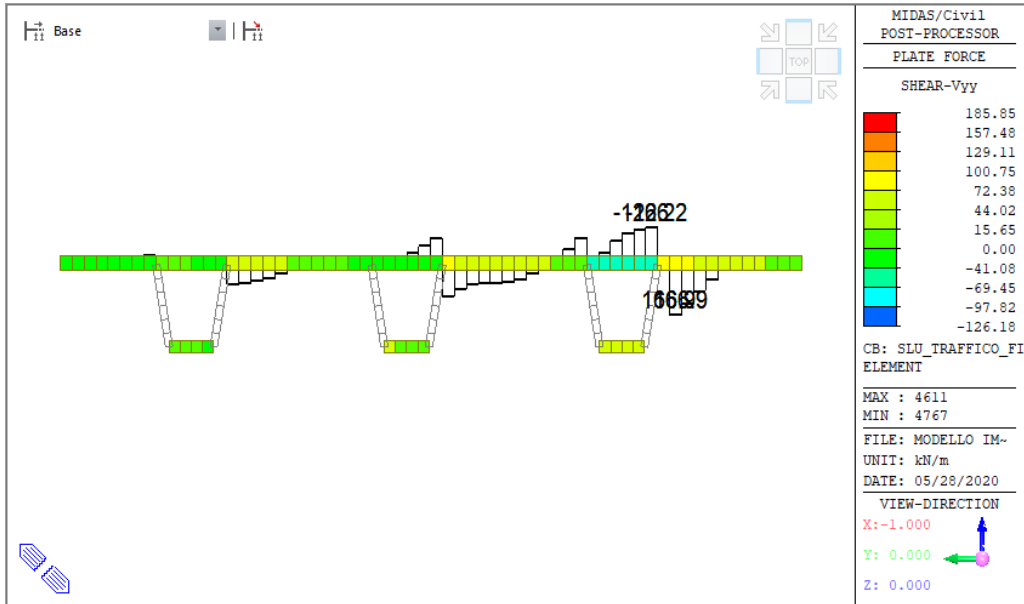 Base
TOP
MIDAS/Civil
POST-PROCESSOR
PLATE FORCE
SHEAR-Vyy
185.85
157.48
129.11
100.75
72.38
44.02
15.65
0.00
-41.08
-69.45
-97.82
-126.18
CB: SLU_TRAFFICO_FI
ELEMENT
MAX : 4611
MIN : 4767
FILE: MODELLO IM~
UNIT: kN/m
DATE: 05/28/2020
VIEW-DIRECTION
X:-1.000
Y: 0.000
Z: 0.000